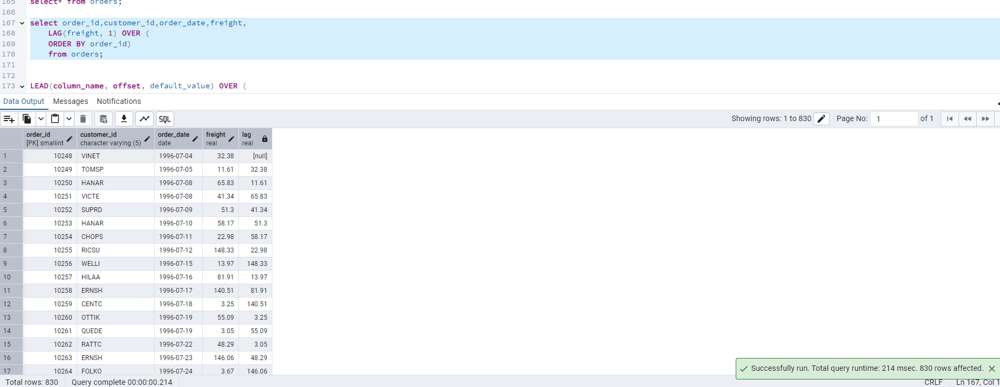 165 select* from orders;
166
167 select order_id,customer_id,order_date,freight,
168 LAG(freight, 1) OVER (
169 ORDER BY order_id)
170 from orders;
171
172
173 LEAD(column_name, offset, default_value) OVER (
Data Output Messages Notifications
SQL Showing rows: 1 to 830 Page No: 1 of 1
order_id customer_id order_date freight lag
[PK] smallint character varying (5) date real real
1 10248 VINET 1996-07-04 32.38 [null]
2 10249 TOMSP 1996-07-05 11.61 32.38
3 10250 HANAR 1996-07-08 65.83 11.61
4 10251 VICTE 1996-07-08 41.34 65.83
5 10252 SUPRD 1996-07-09 51.3 41.34
6 10253 HANAR 1996-07-10 58.17 51.3
7 10254 CHOPS 1996-07-11 22.98 58.17
8 10255 RICSU 1996-07-12 148.33 22.98
9 10256 WELLI 1996-07-15 13.97 148.33
10 10257 HILAA 1996-07-16 81.91 13.97
11 10258 ERNSH 1996-07-17 140.51 81.91
12 10259 CENTC 1996-07-18 3.25 140.51
13 10260 OTTIK 1996-07-19 55.09 3.25
14 10261 QUEDE 1996-07-19 3.05 55.09
15 10262 RATTC 1996-07-22 48.29 3.05
16 10263 ERNSH 1996-07-23 146.06 48.29
17 10264 FOLKO 1996-07-24 3.67 146.06
Successfully run. Total query runtime: 214 msec. 830 rows affected.
Total rows: 830 Query complete 00:00:00.214 CRLF Ln 167, Col 1